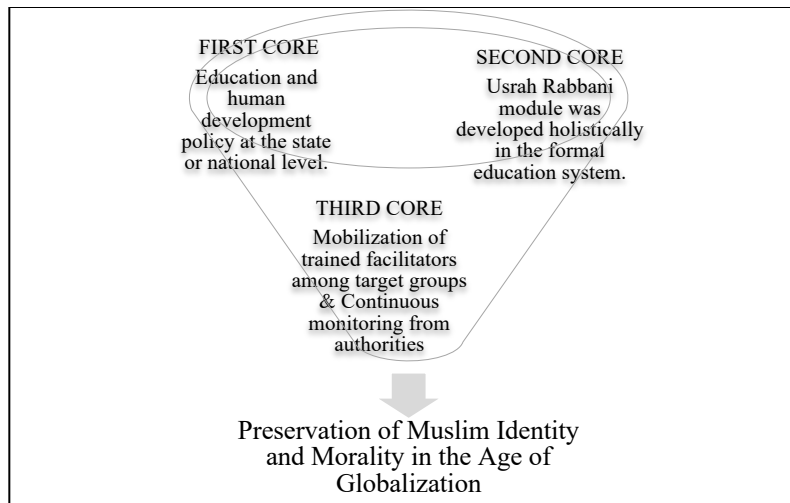 FIRST CORE
Education and
human
development
policy at the state
or national level.
SECOND CORE
Usrah Rabbani
module was
developed holistically
in the formal
education system.
THIRD CORE
Mobilization of
trained facilitators
among target groups
& Continuous
monitoring from
authorities
Preservation of Muslim Identity
and Morality in the Age of
Globalization